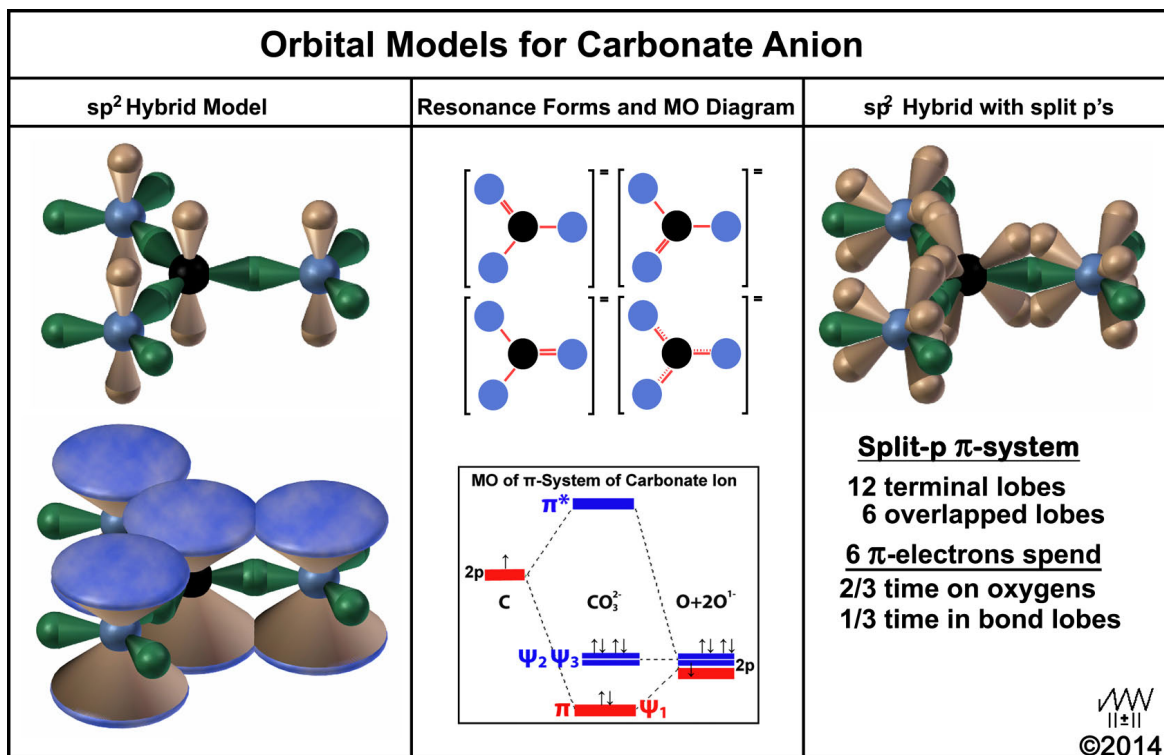 Orbital Models for Carbonate Anion
sp² Hybrid Model
Resonance Forms and MO Diagram
sp² Hybrid with split p's
[ ]=
[ ]=
[ ]=
[ ]=
MO of π-System of Carbonate Ion
π*
↑
2p
C
CO₃²⁻
O+2O¹⁻
↑↓ ↑↓
Ψ₂ Ψ₃
↑↓ ↑↓
2p
↓
↑↓
π
Ψ₁
Split-p π-system
12 terminal lobes
6 overlapped lobes
6 π-electrons spend
2/3 time on oxygens
1/3 time in bond lobes
||±||
©2014